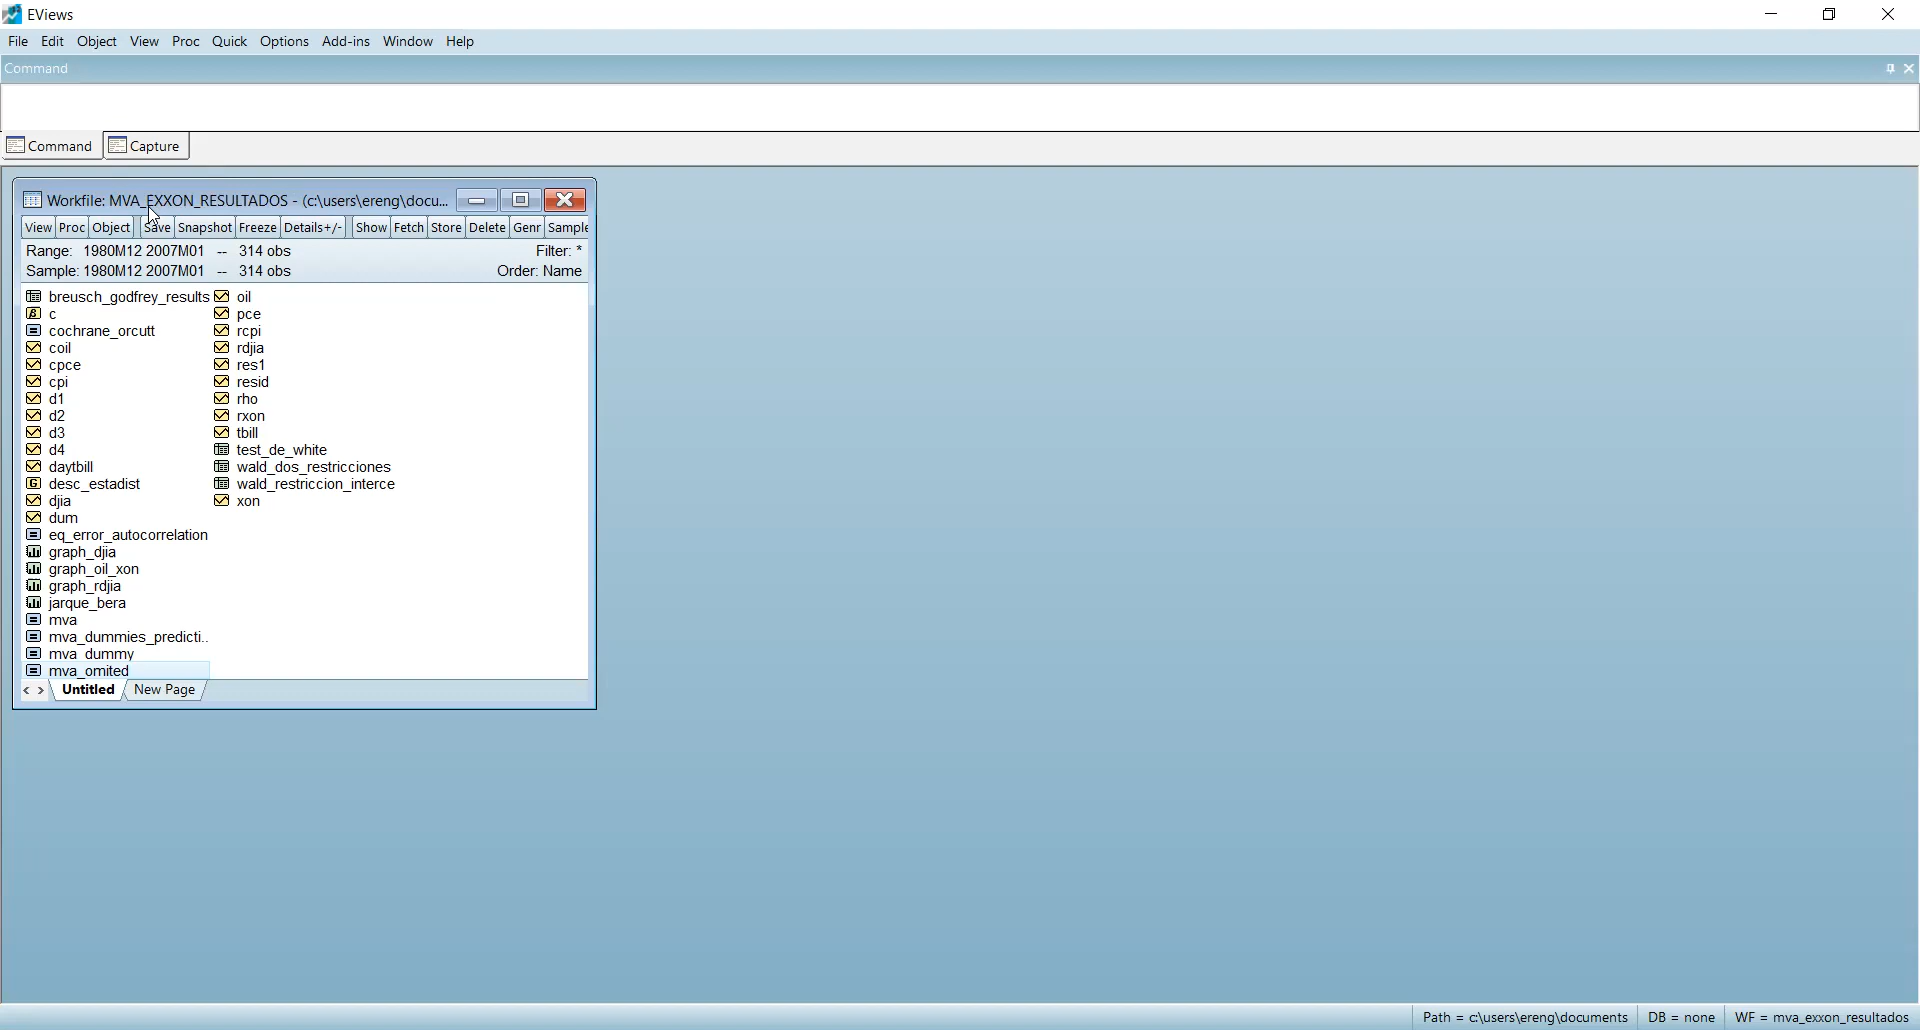 EViews
File Edit Object View Proc Quick Options Add-ins Window Help
Command
Command Capture
Workfile: MVA_EXXON_RESULTADOS - (c:\users\ereng\docu...
View Proc Object Save Snapshot Freeze Details+/- Show Fetch Store Delete Genr Sample
Range: 1980M12 2007M01 -- 314 obs Filter: *
Sample: 1980M12 2007M01 -- 314 obs Order: Name
breusch_godfrey_results
c
cochrane_orcutt
coil
cpce
cpi
d1
d2
d3
d4
daytbill
desc_estadist
djia
dum
eq_error_autocorrelation
graph_djia
graph_oil_xon
graph_rdjia
jarque_bera
mva
mva_dummies_predicti..
mva_dummy
mva_omited
oil
pce
rcpi
rdjia
res1
resid
rho
rxon
tbill
test_de_white
wald_dos_restricciones
wald_restriccion_interce
xon
Untitled New Page
Path = c:\users\ereng\documents DB = none WF = mva_exxon_resultados